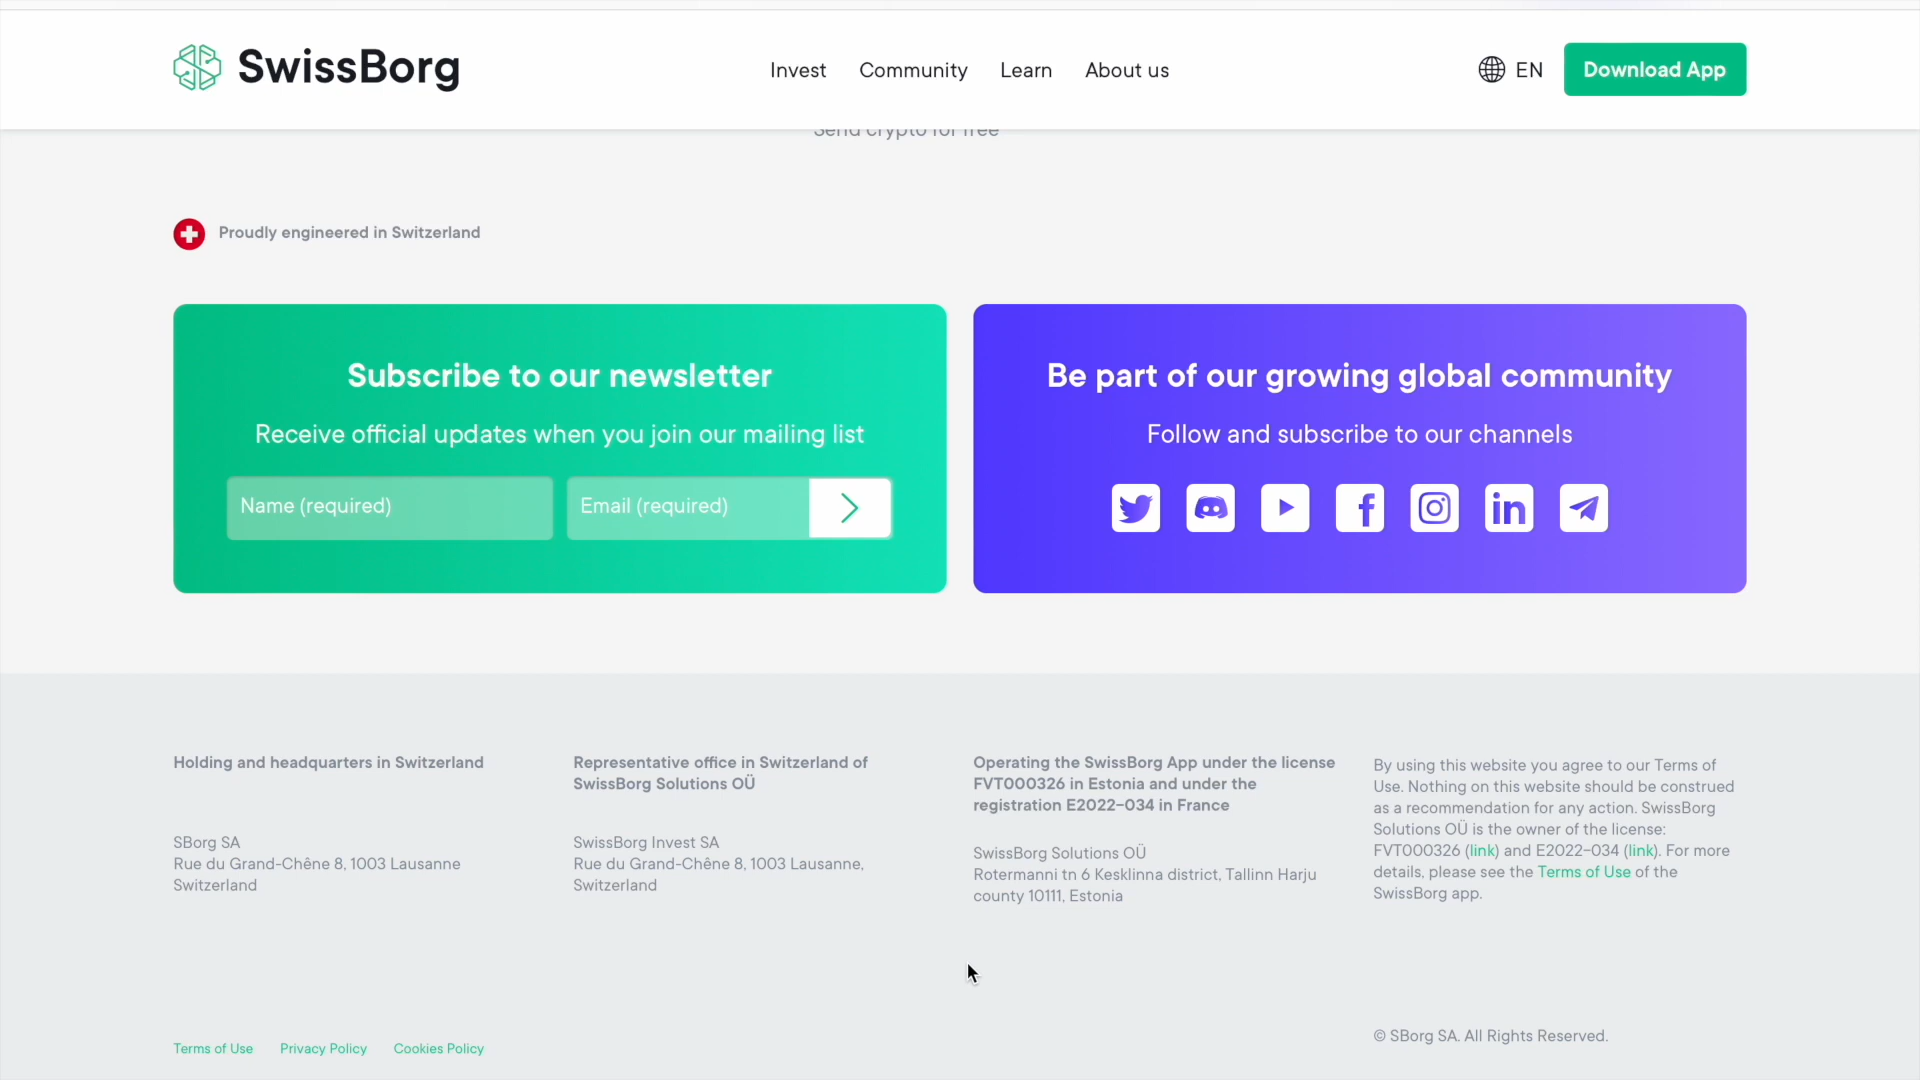 SwissBorg
Invest
Community
Learn
About us
EN
Download App
Send crypto for free
Proudly engineered in Switzerland
Subscribe to our newsletter
Receive official updates when you join our mailing list
Name (required)
Email (required)
Be part of our growing global community
Follow and subscribe to our channels
Holding and headquarters in Switzerland
SBorg SA
Rue du Grand-Chêne 8, 1003 Lausanne
Switzerland
Representative office in Switzerland of
SwissBorg Solutions OÜ
SwissBorg Invest SA
Rue du Grand-Chêne 8, 1003 Lausanne,
Switzerland
Operating the SwissBorg App under the license
FVT000326 in Estonia and under the
registration E2022-034 in France
SwissBorg Solutions OÜ
Rotermanni tn 6 Kesklinna district, Tallinn Harju
county 10111, Estonia
By using this website you agree to our Terms of
Use. Nothing on this website should be construed
as a recommendation for any action. SwissBorg
Solutions OÜ is the owner of the license:
FVT000326 (link) and E2022-034 (link). For more
details, please see the Terms of Use of the
SwissBorg app.
Terms of Use
Privacy Policy
Cookies Policy
© SBorg SA. All Rights Reserved.